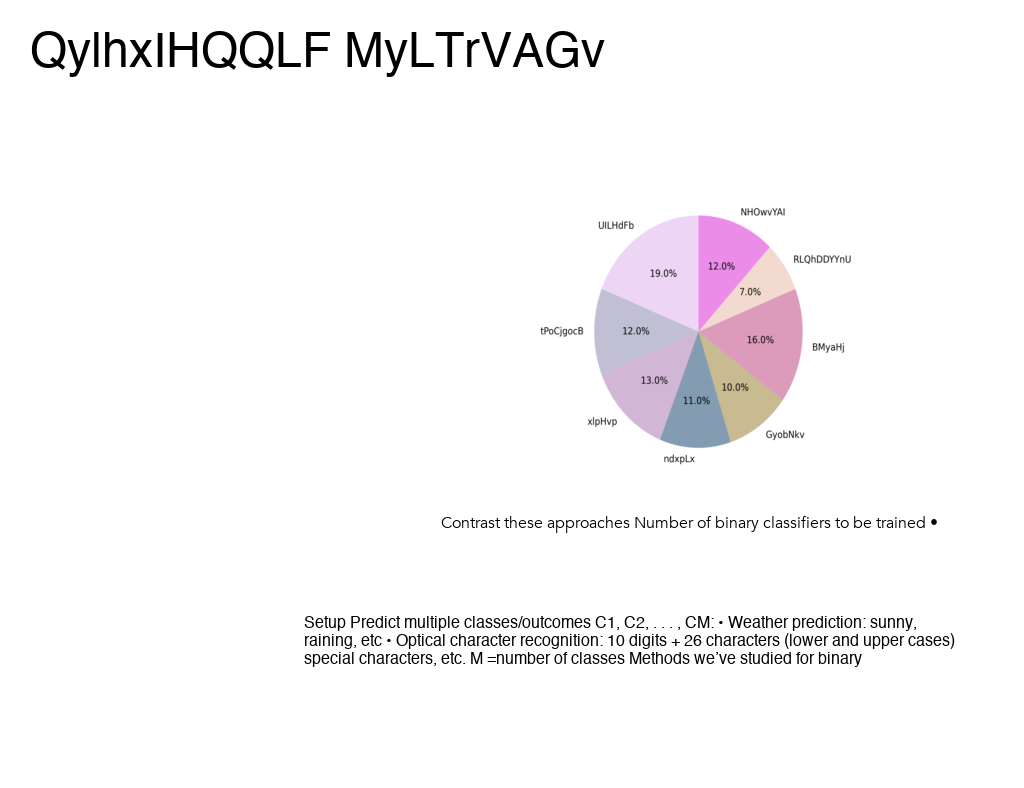 QylhxIHQQLF MyLTrVAGv
NHOwvYAI
UILHdFb
RLQhDDYYnU
12.0%
19.0%
7.0%
tPoCjgocB
12.0%
16.0%
BMyaHj
13.0%
10.0%
11.0%
xlpHvp
GyobNkv
ndxpLx
Contrast these approaches Number of binary classifiers to be trained •
Setup Predict multiple classes/outcomes C1, C2, . . . , CM: • Weather prediction: sunny,
raining, etc • Optical character recognition: 10 digits + 26 characters (lower and upper cases)
special characters, etc. M =number of classes Methods we’ve studied for binary